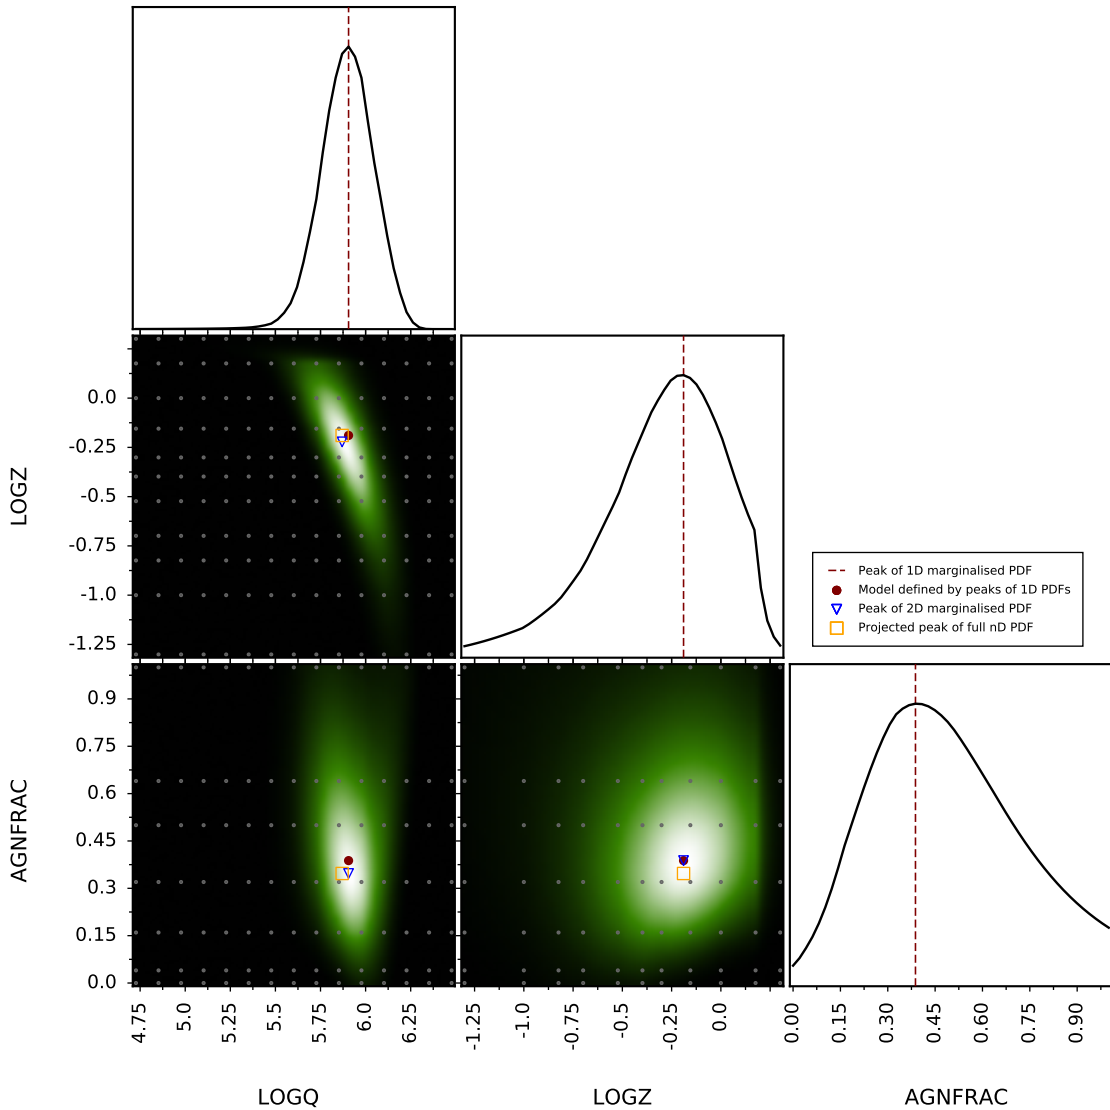 LOGZ
0.0
-0.25
-0.5
-0.75
-1.0
-1.25
Peak of 1D marginalised PDF
Model defined by peaks of 1D PDFs
Peak of 2D marginalised PDF
Projected peak of full nD PDF
AGNFRAC
0.9
0.75
0.6
0.45
0.3
0.15
0.0
4.75 5.0 5.25 5.5 5.75 6.0 6.25 -1.25 -1.0 -0.75 -0.5 -0.25 0.0 0.00 0.15 0.30 0.45 0.60 0.75 0.90
LOGQ LOGZ AGNFRAC